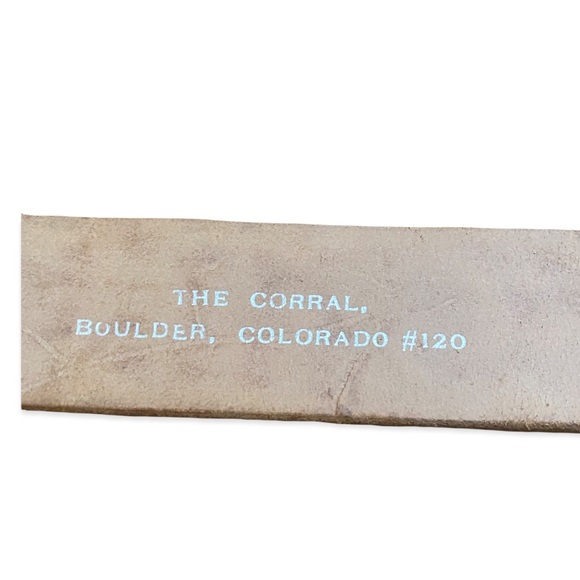 THE CORRAL,
BOULDER, COLORADO #120